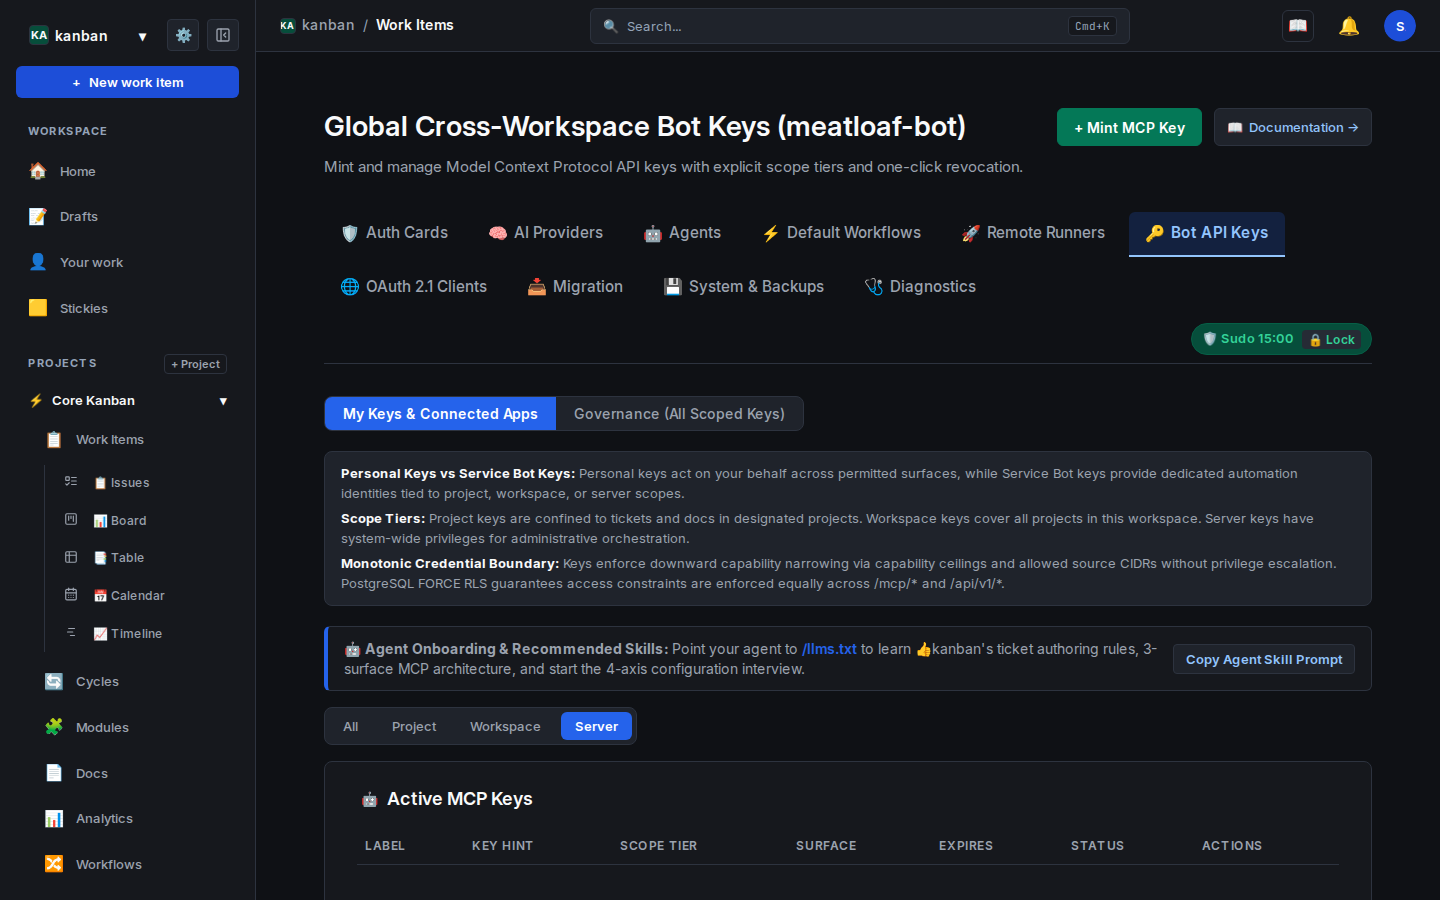 KA kanban ▾
+ New work item
WORKSPACE
🏠 Home
📝 Drafts
👤 Your work
🟨 Stickies
PROJECTS + Project
⚡ Core Kanban ▾
📋 Work Items
📋 Issues
📊 Board
📑 Table
📅 Calendar
📈 Timeline
🔄 Cycles
🧩 Modules
📄 Docs
📊 Analytics
🔀 Workflows
KA kanban / Work Items
🔍 Search... Cmd+K
S
Global Cross-Workspace Bot Keys (meatloaf-bot)
+ Mint MCP Key
📖 Documentation →
Mint and manage Model Context Protocol API keys with explicit scope tiers and one-click revocation.
🛡️ Auth Cards 🧠 AI Providers 🤖 Agents ⚡ Default Workflows 🚀 Remote Runners 🔑 Bot API Keys
🌐 OAuth 2.1 Clients 📥 Migration 💾 System & Backups 🩺 Diagnostics
🛡️ Sudo 15:00 🔒 Lock
My Keys & Connected Apps Governance (All Scoped Keys)
Personal Keys vs Service Bot Keys: Personal keys act on your behalf across permitted surfaces, while Service Bot keys provide dedicated automation
identities tied to project, workspace, or server scopes.
Scope Tiers: Project keys are confined to tickets and docs in designated projects. Workspace keys cover all projects in this workspace. Server keys have
system-wide privileges for administrative orchestration.
Monotonic Credential Boundary: Keys enforce downward capability narrowing via capability ceilings and allowed source CIDRs without privilege escalation.
PostgreSQL FORCE RLS guarantees access constraints are enforced equally across /mcp/* and /api/v1/*.
🤖 Agent Onboarding & Recommended Skills: Point your agent to /llms.txt to learn 👍kanban's ticket authoring rules, 3-
surface MCP architecture, and start the 4-axis configuration interview.
Copy Agent Skill Prompt
All Project Workspace Server
🤖 Active MCP Keys
LABEL KEY HINT SCOPE TIER SURFACE EXPIRES STATUS ACTIONS